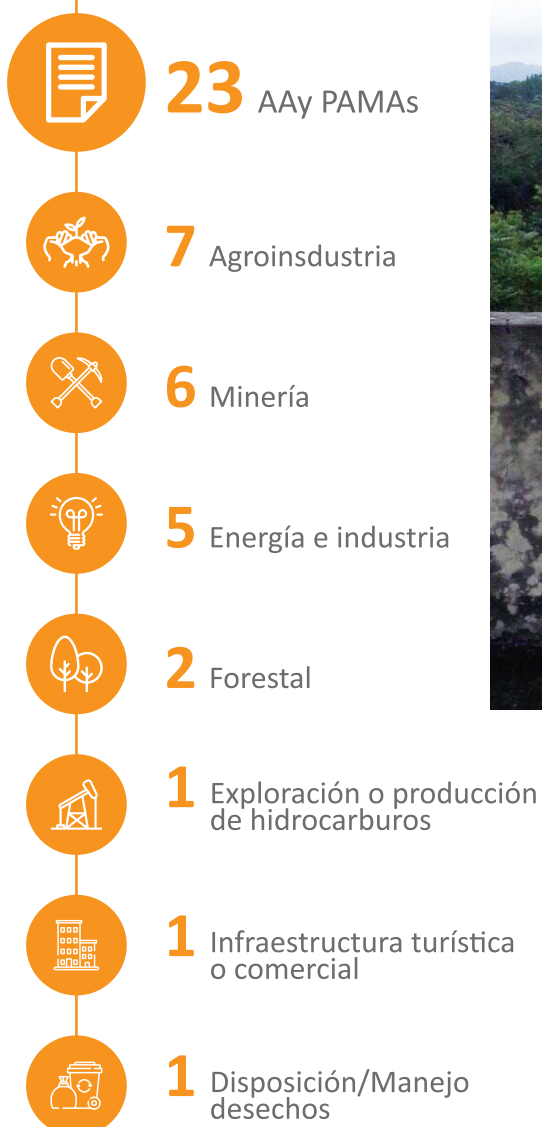 23 AAy PAMAs
7 Agroinsdustria
6 Minería
5 Energía e industria
2 Forestal
1 Exploración o producción
de hidrocarburos
1 Infraestructura turística
o comercial
1 Disposición/Manejo
desechos